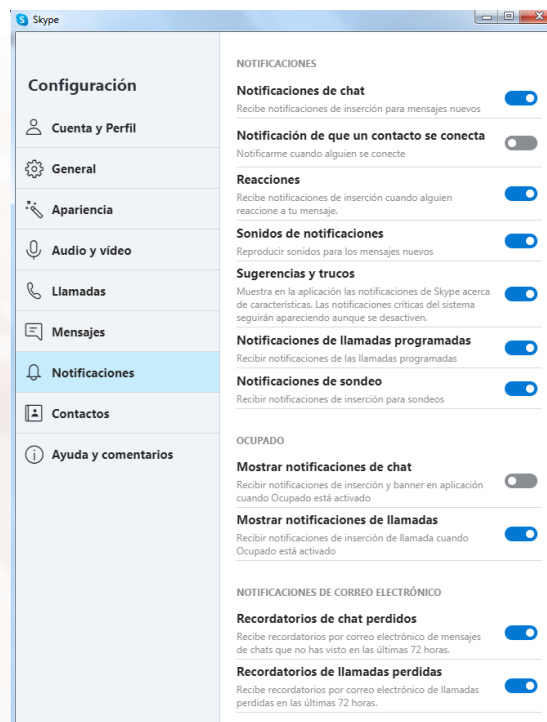 Skype
Configuración
Cuenta y Perfil
General
Apariencia
Audio y vídeo
Llamadas
Mensajes
Notificaciones
Contactos
Ayuda y comentarios
NOTIFICACIONES
Notificaciones de chat
Recibe notificaciones de inserción para mensajes nuevos
Notificación de que un contacto se conecta
Notificarme cuando alguien se conecte
Reacciones
Recibe notificaciones de inserción cuando alguien
reaccione a tu mensaje.
Sonidos de notificaciones
Reproducir sonidos para los mensajes nuevos
Sugerencias y trucos
Muestra en la aplicación las notificaciones de Skype acerca
de características. Las notificaciones críticas del sistema
seguirán apareciendo aunque se desactiven.
Notificaciones de llamadas programadas
Recibir notificaciones de las llamadas programadas
Notificaciones de sondeo
Recibir notificaciones de inserción para sondeos
OCUPADO
Mostrar notificaciones de chat
Recibir notificaciones de inserción y banner en aplicación
cuando Ocupado está activado
Mostrar notificaciones de llamadas
Recibir notificaciones de inserción de llamada cuando
Ocupado está activado
NOTIFICACIONES DE CORREO ELECTRÓNICO
Recordatorios de chat perdidos
Recibe recordatorios por correo electrónico de mensajes
de chats que no has visto en las últimas 72 horas.
Recordatorios de llamadas perdidas
Recibe recordatorios por correo electrónico de llamadas
perdidas en las últimas 72 horas.